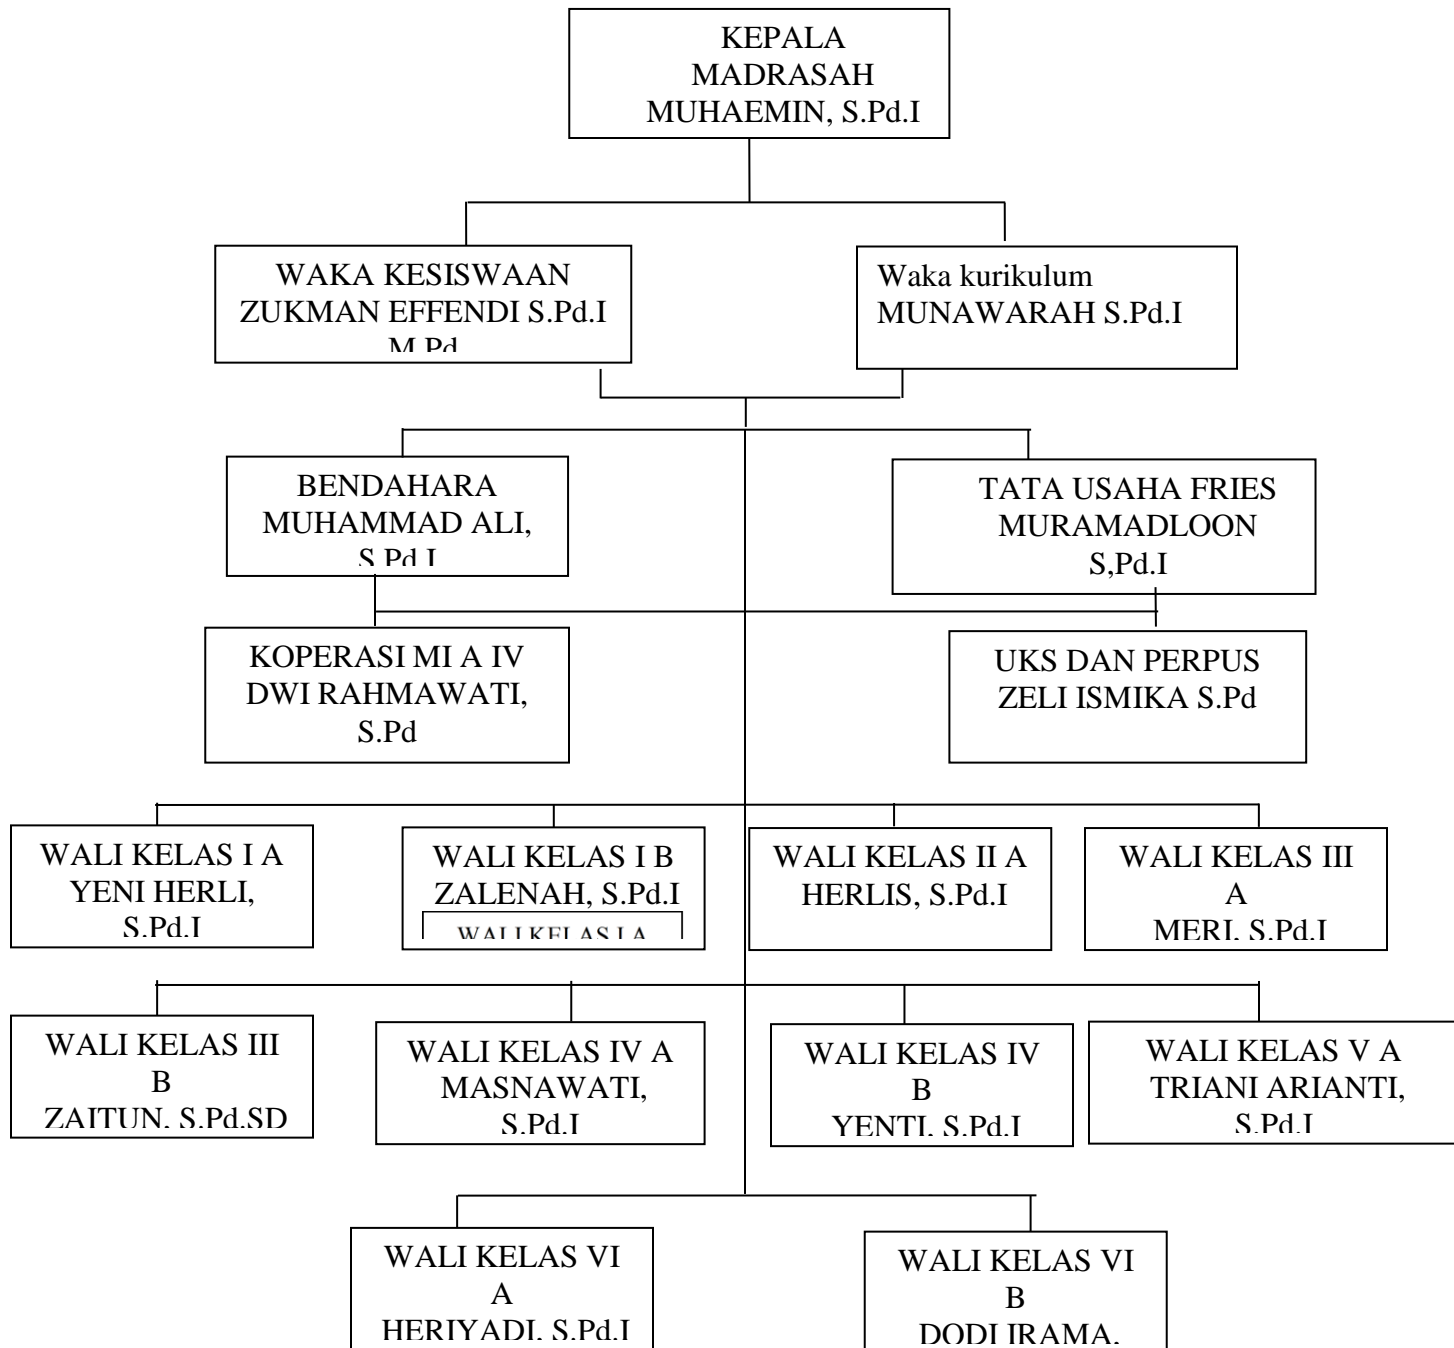 KEPALA
MADRASAH
MUHAEMIN, S.Pd.I
WAKA KESISWAAN
ZUKMAN EFFENDI S.Pd.I
M.Pd
Waka kurikulum
MUNAWARAH S.Pd.I
BENDAHARA
MUHAMMAD ALI,
S.Pd.I
TATA USAHA FRIES
MURAMADLOON
S,Pd.I
KOPERASI MI A IV
DWI RAHMAWATI,
S.Pd
UKS DAN PERPUS
ZELI ISMIKA S.Pd
WALI KELAS I A
YENI HERLI,
S.Pd.I
WALI KELAS I B
ZALENAH, S.Pd.I
WALI KELAS I A
WALI KELAS II A
HERLIS, S.Pd.I
WALI KELAS III
A
MERI, S.Pd.I
WALI KELAS III
B
ZAITUN, S.Pd.SD
WALI KELAS IV A
MASNAWATI,
S.Pd.I
WALI KELAS IV
B
YENTI, S.Pd.I
WALI KELAS V A
TRIANI ARIANTI,
S.Pd.I
WALI KELAS VI
A
HERIYADI, S.Pd.I
WALI KELAS VI
B
DODI IRAMA,